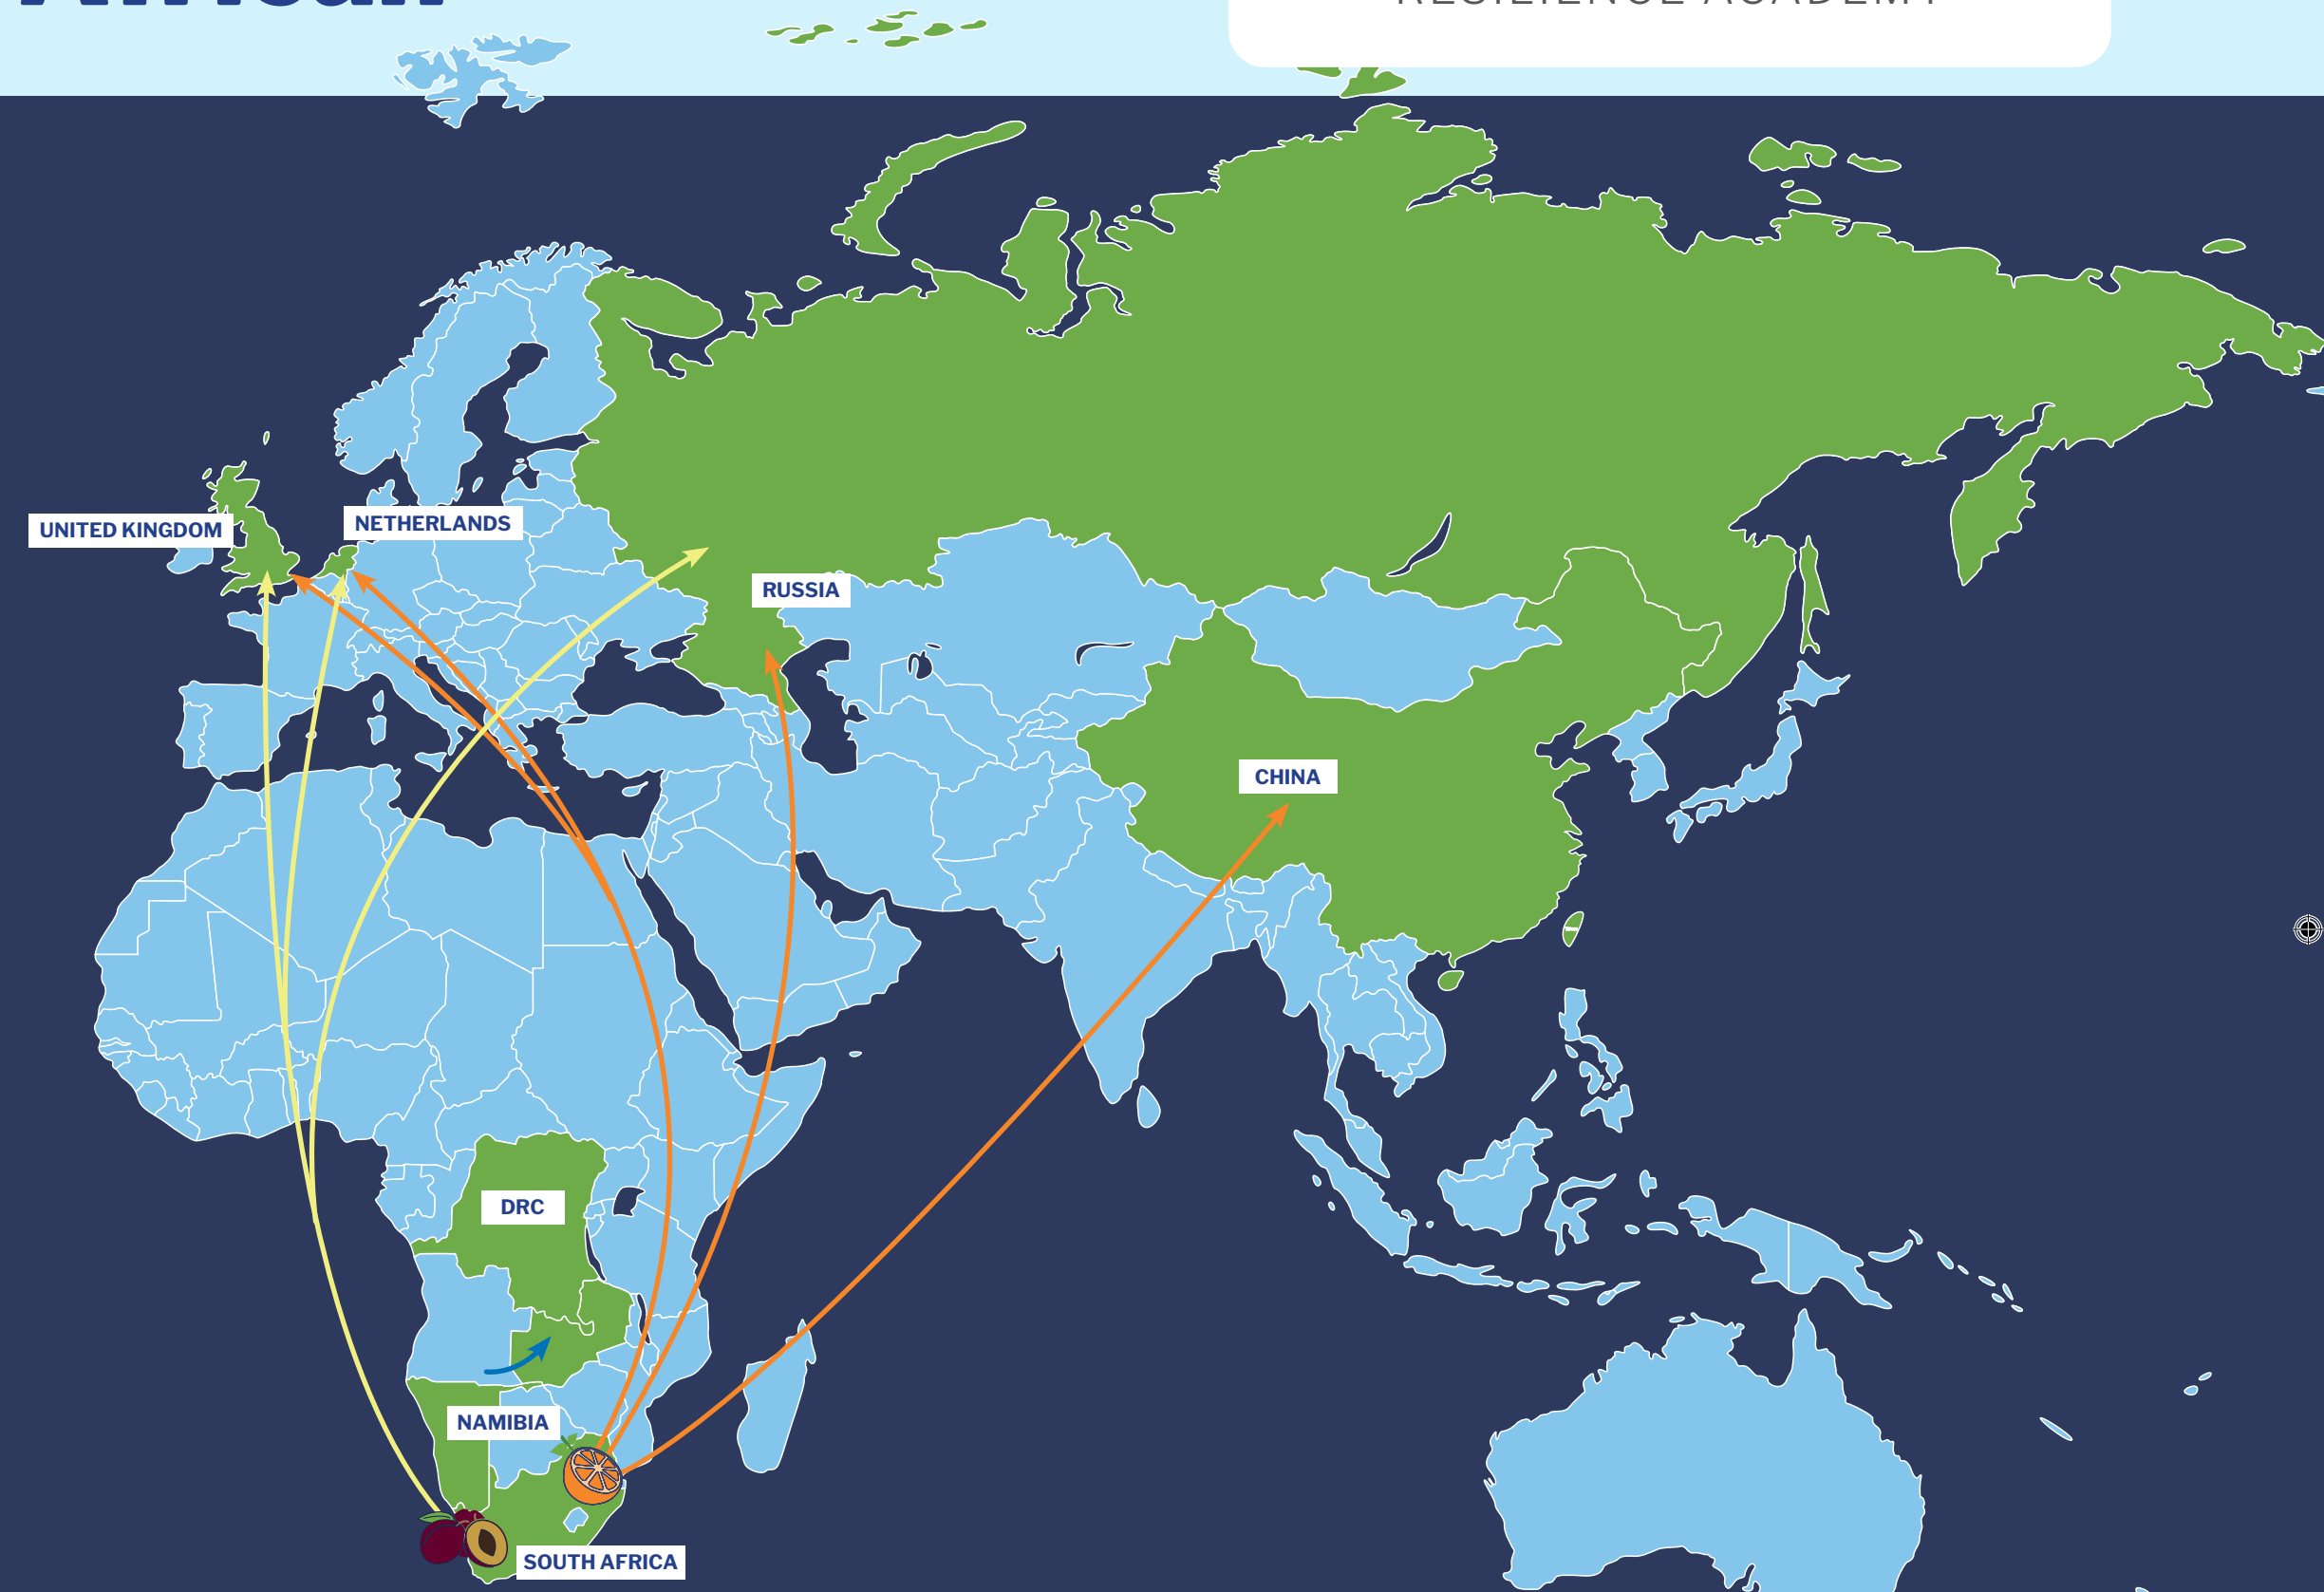 UNITED KINGDOM
NETHERLANDS
RUSSIA
CHINA
DRC
NAMIBIA
SOUTH AFRICA